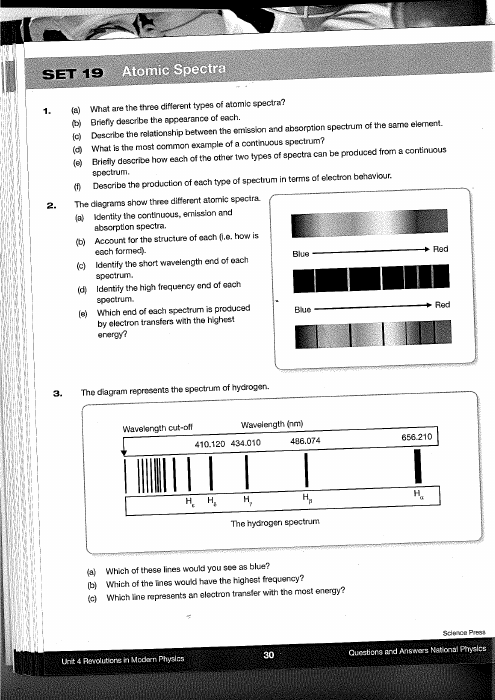 SET 19 Atomic Spectra
1. (a) What are the three different types of atomic spectra?
(b) Briefly describe the appearance of each.
(c) Describe the relationship between the emission and absorption spectrum of the same element.
(d) What is the most common example of a continuous spectrum?
(e) Briefly describe how each of the other two types of spectra can be produced from a continuous
spectrum.
(f) Describe the production of each type of spectrum in terms of electron behaviour.
2. The diagrams show three different atomic spectra.
(a) Identity the continuous, emission and
absorption spectra.
(b) Account for the structure of each (i.e. how is
each formed).
(c) Identify the short wavelength end of each
spectrum.
(d) Identify the high frequency end of each
spectrum.
(e) Which end of each spectrum is produced
by electron transfers with the highest
energy?
Blue Red
Blue Red
3. The diagram represents the spectrum of hydrogen.
Wavelength cut-off Wavelength (nm)
410.120 434.010 486.074 656.210
Hε Hδ Hγ Hβ Hα
The hydrogen spectrum
(a) Which of these lines would you see as blue?
(b) Which of the lines would have the highest frequency?
(c) Which line represents an electron transfer with the most energy?
Science Press
Unit 4 Revolutions in Modern Physics 30 Questions and Answers National Physics